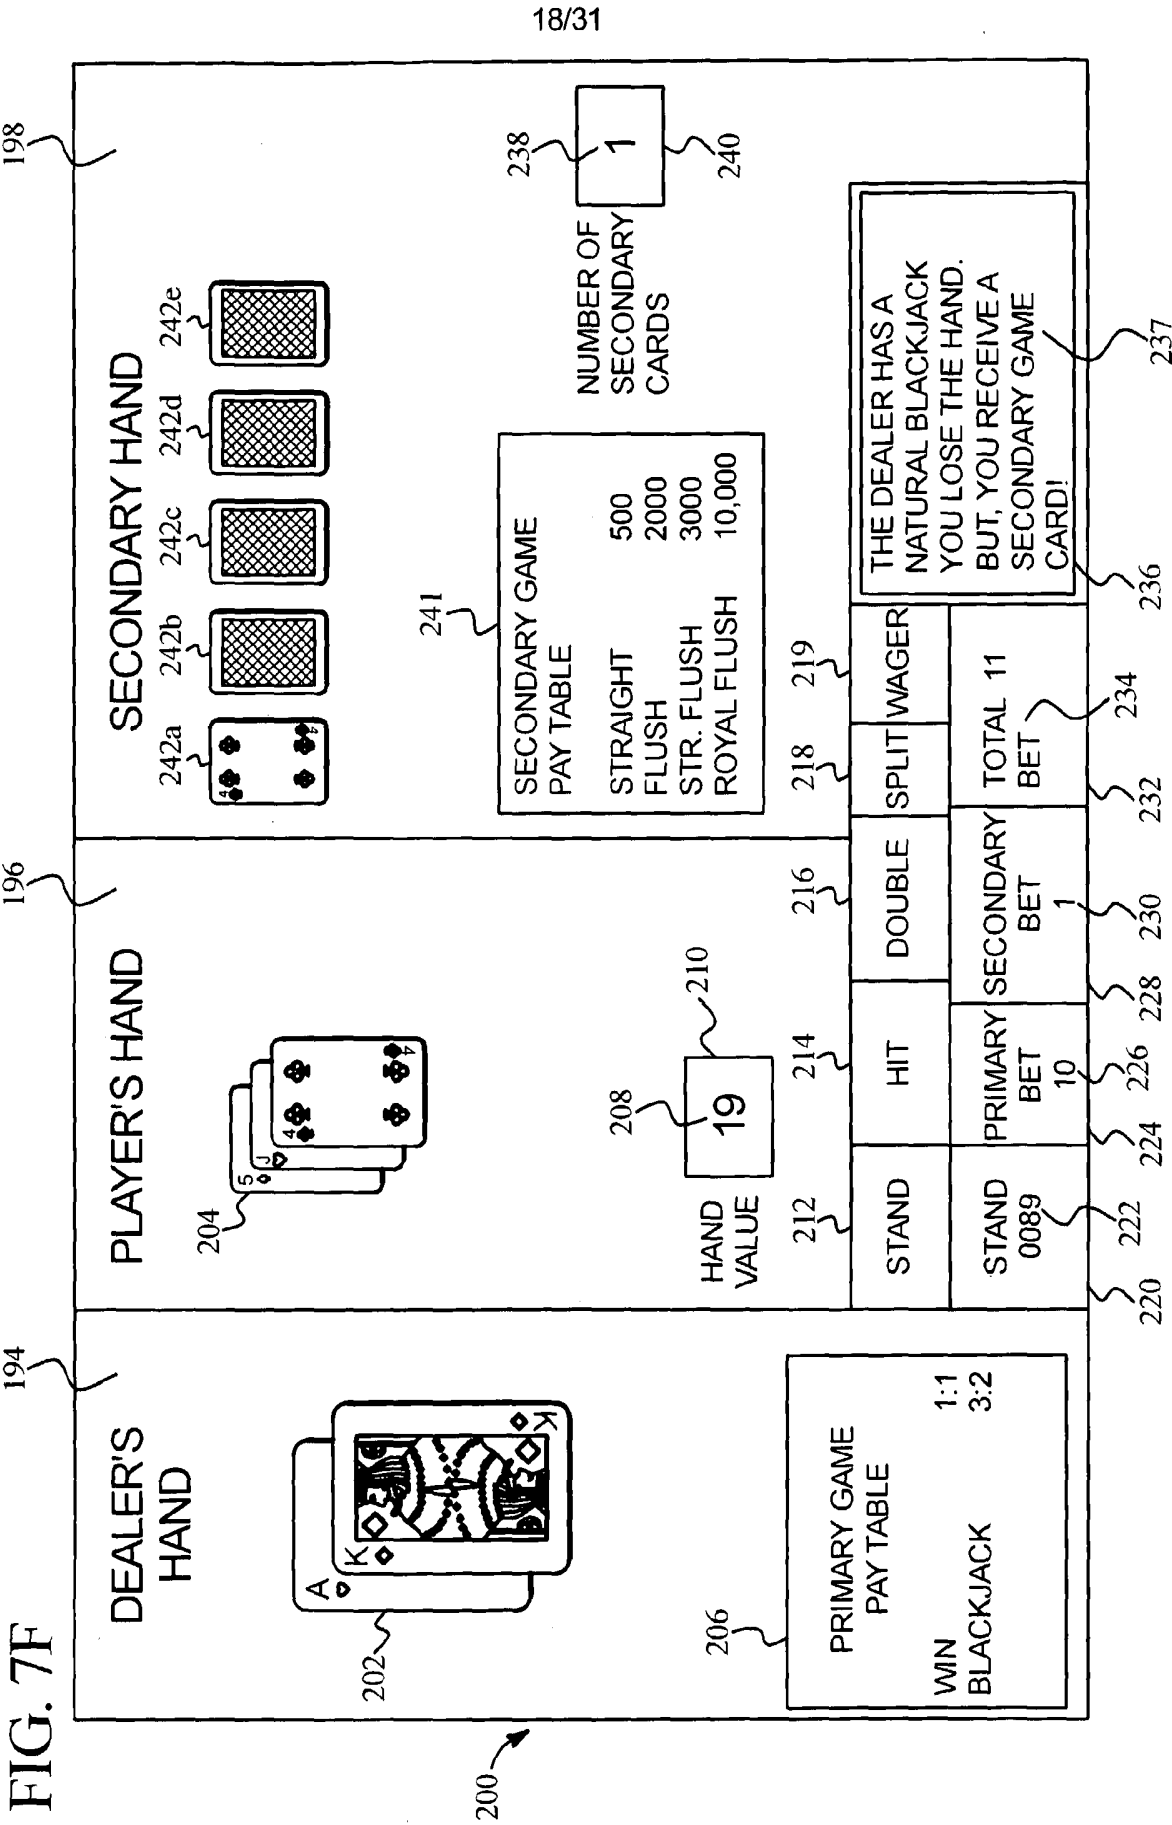 18/31
FIG. 7F
200
194
DEALER'S
HAND
A
K
K
202
206
PRIMARY GAME
PAY TABLE
WIN 1:1
BLACKJACK 3:2
196
PLAYER'S HAND
5
J
4
4
204
HAND
VALUE
208
19
210
198
SECONDARY HAND
242a 242b 242c 242d 242e
4
4
241
SECONDARY GAME
PAY TABLE
STRAIGHT 500
FLUSH 2000
STR. FLUSH 3000
ROYAL FLUSH 10,000
NUMBER OF
SECONDARY
CARDS
238
1
240
212 214 216 218 219
STAND HIT DOUBLE SPLIT WAGER
STAND
0089
PRIMARY
BET
10
SECONDARY
BET
1
TOTAL 11
BET
THE DEALER HAS A
NATURAL BLACKJACK
YOU LOSE THE HAND.
BUT, YOU RECEIVE A
SECONDARY GAME
CARD!
220 222 224 226 228 230 232 234 236 237